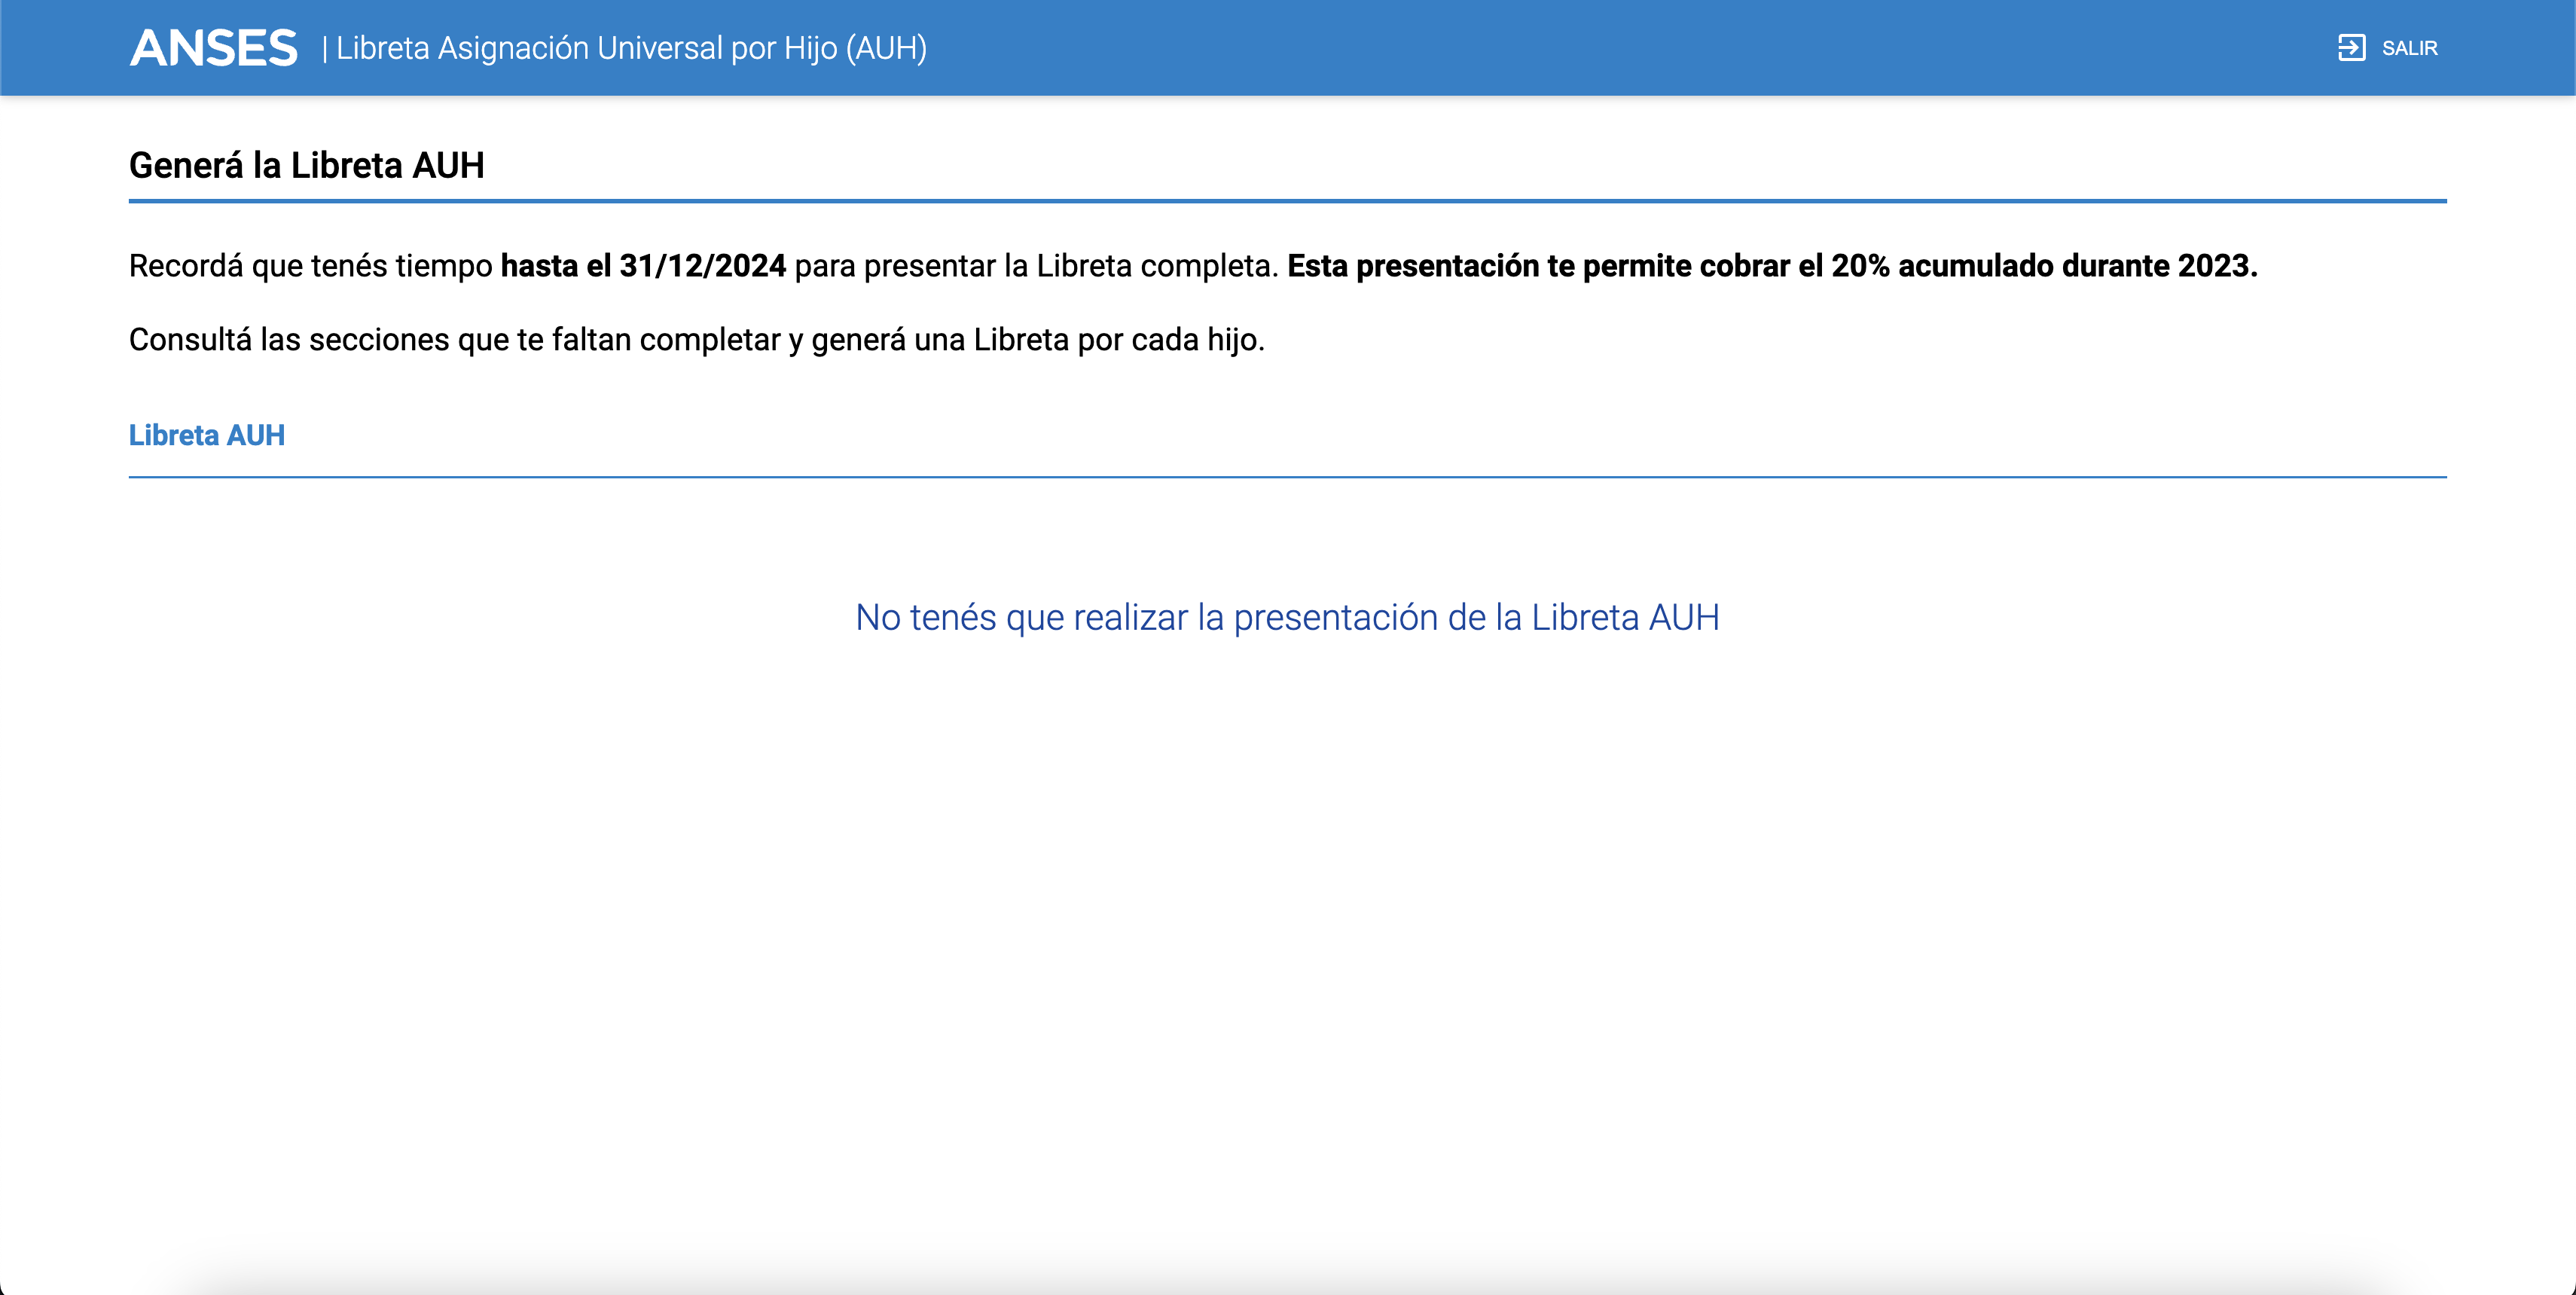 ANSES | Libreta Asignación Universal por Hijo (AUH) SALIR
Generá la Libreta AUH
Recordá que tenés tiempo hasta el 31/12/2024 para presentar la Libreta completa. Esta presentación te permite cobrar el 20% acumulado durante 2023.
Consultá las secciones que te faltan completar y generá una Libreta por cada hijo.
Libreta AUH
No tenés que realizar la presentación de la Libreta AUH